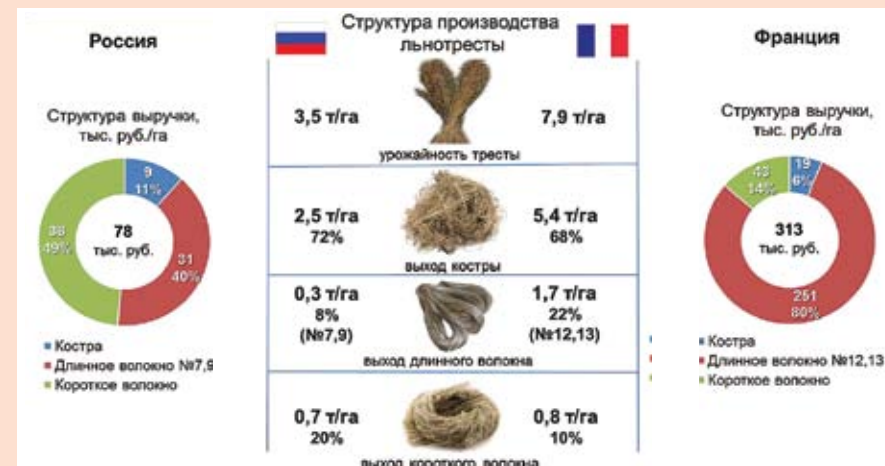 Россия
Структура выручки,
тыс. руб./га
9
11%
38
49%
78
тыс. руб.
31
40%
Костра
Длинное волокно №7,9
Короткое волокно
Структура производства
льнотресты
3,5 т/га
7,9 т/га
урожайность тресты
2,5 т/га
72%
5,4 т/га
68%
выход костры
0,3 т/га
8%
(№7,9)
1,7 т/га
22%
(№12,13)
выход длинного волокна
0,7 т/га
20%
0,8 т/га
10%
выход короткого волокна
Франция
Структура выручки,
тыс. руб./га
43
14%
19
6%
313
тыс. руб.
251
80%
Костра
Длинное волокно №12,13
Короткое волокно